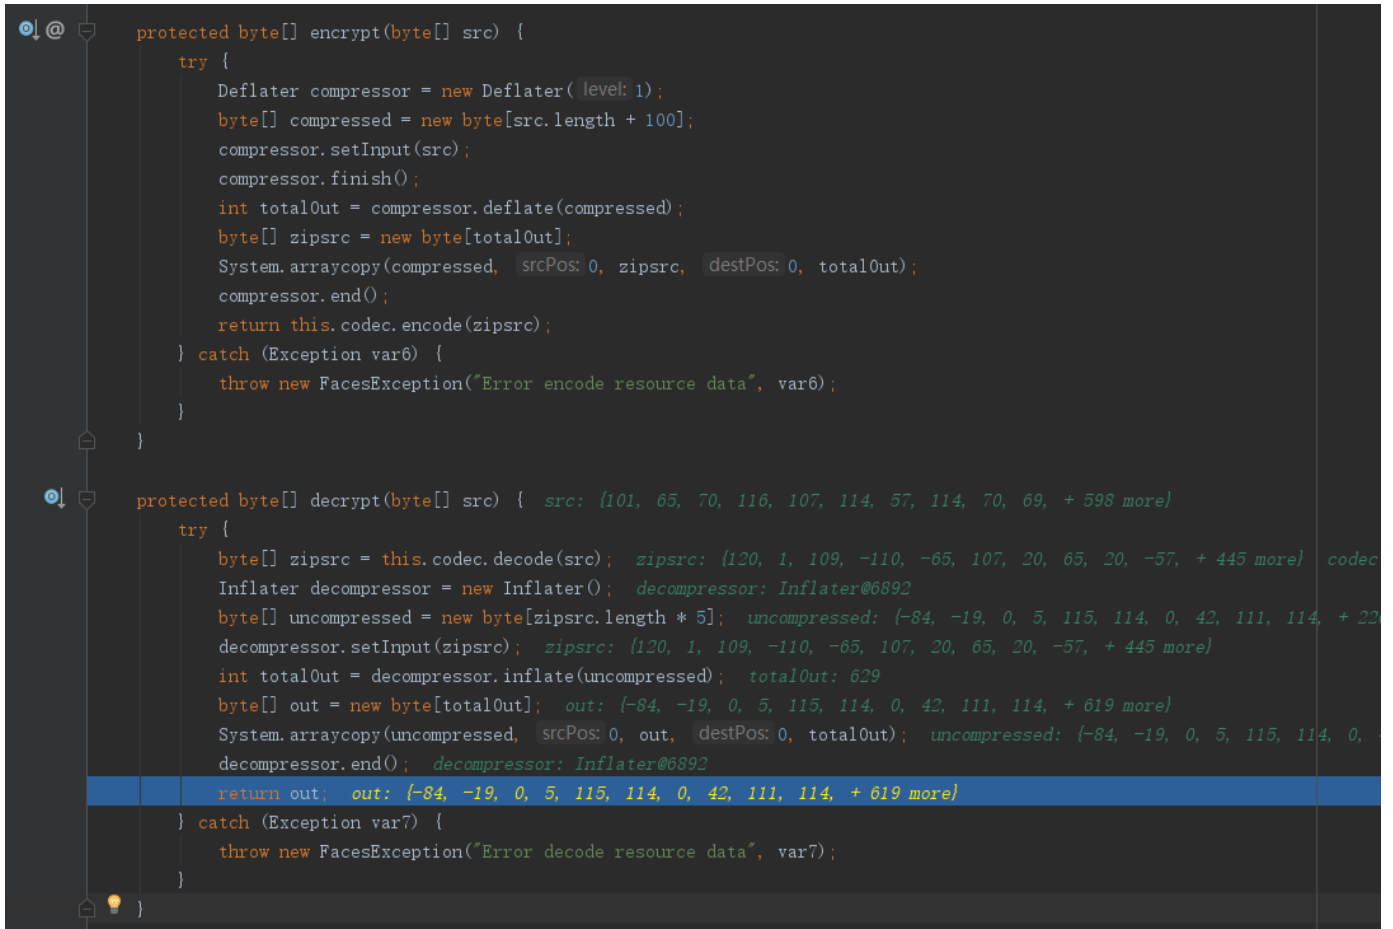 protected byte[] encrypt(byte[] src) {
try {
Deflater compressor = new Deflater( level: 1);
byte[] compressed = new byte[src.length + 100];
compressor.setInput(src);
compressor.finish();
int totalOut = compressor.deflate(compressed);
byte[] zipsrc = new byte[totalOut];
System.arraycopy(compressed, srcPos: 0, zipsrc, destPos: 0, totalOut);
compressor.end();
return this.codec.encode(zipsrc);
} catch (Exception var6) {
throw new FacesException("Error encode resource data", var6);
}
}
protected byte[] decrypt(byte[] src) { src: {101, 65, 70, 116, 107, 114, 57, 114, 70, 69, + 598 more}
try {
byte[] zipsrc = this.codec.decode(src); zipsrc: {120, 1, 109, -110, -65, 107, 20, 65, 20, -57, + 445 more} codec
Inflater decompressor = new Inflater(); decompressor: Inflater@6892
byte[] uncompressed = new byte[zipsrc.length * 5]; uncompressed: {-84, -19, 0, 5, 115, 114, 0, 42, 111, 114, + 226
decompressor.setInput(zipsrc); zipsrc: {120, 1, 109, -110, -65, 107, 20, 65, 20, -57, + 445 more}
int totalOut = decompressor.inflate(uncompressed); totalOut: 629
byte[] out = new byte[totalOut]; out: {-84, -19, 0, 5, 115, 114, 0, 42, 111, 114, + 619 more}
System.arraycopy(uncompressed, srcPos: 0, out, destPos: 0, totalOut); uncompressed: {-84, -19, 0, 5, 115, 114, 0,
decompressor.end(); decompressor: Inflater@6892
return out; out: {-84, -19, 0, 5, 115, 114, 0, 42, 111, 114, + 619 more}
} catch (Exception var7) {
throw new FacesException("Error decode resource data", var7);
}
}